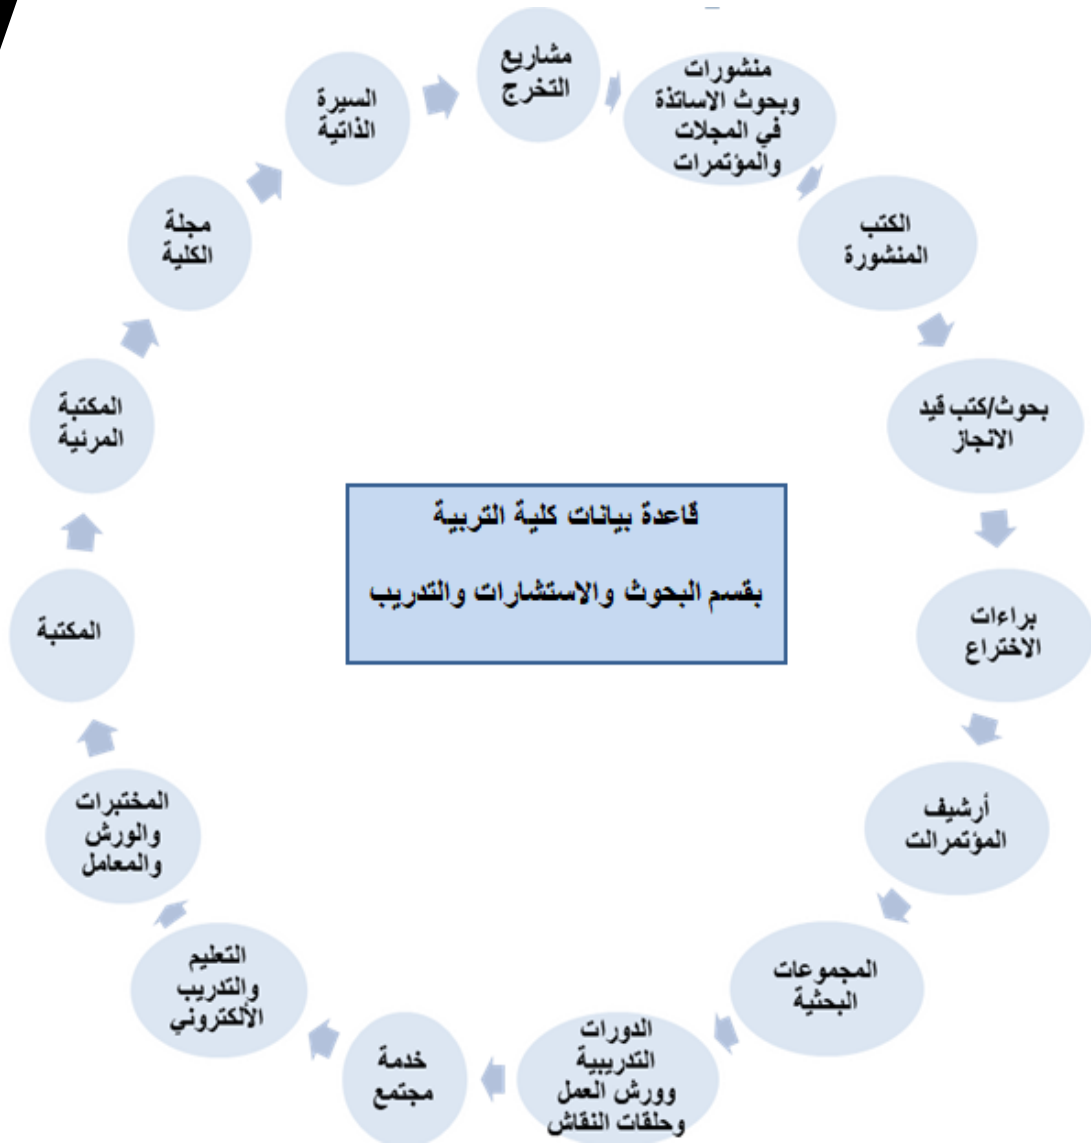 مشاريع
التخرج
منشورات
وبحوث الاساتذة
في المجلات
والمؤتمرات
الكتب
المنشورة
بحوث/كتب قيد
الانجاز
براءات
الاختراع
أرشيف
المؤتمرالت
المجموعات
البحثية
الدورات
التدريبية
وورش العمل
وحلقات النقاش
خدمة
مجتمع
التعليم
والتدريب
الألكتروني
المختبرات
والورش
والمعامل
المكتبة
المكتبة
المرئية
مجلة
الكلية
السيرة
الذاتية
قاعدة بيانات كلية التربية
بقسم البحوث والاستشارات والتدريب